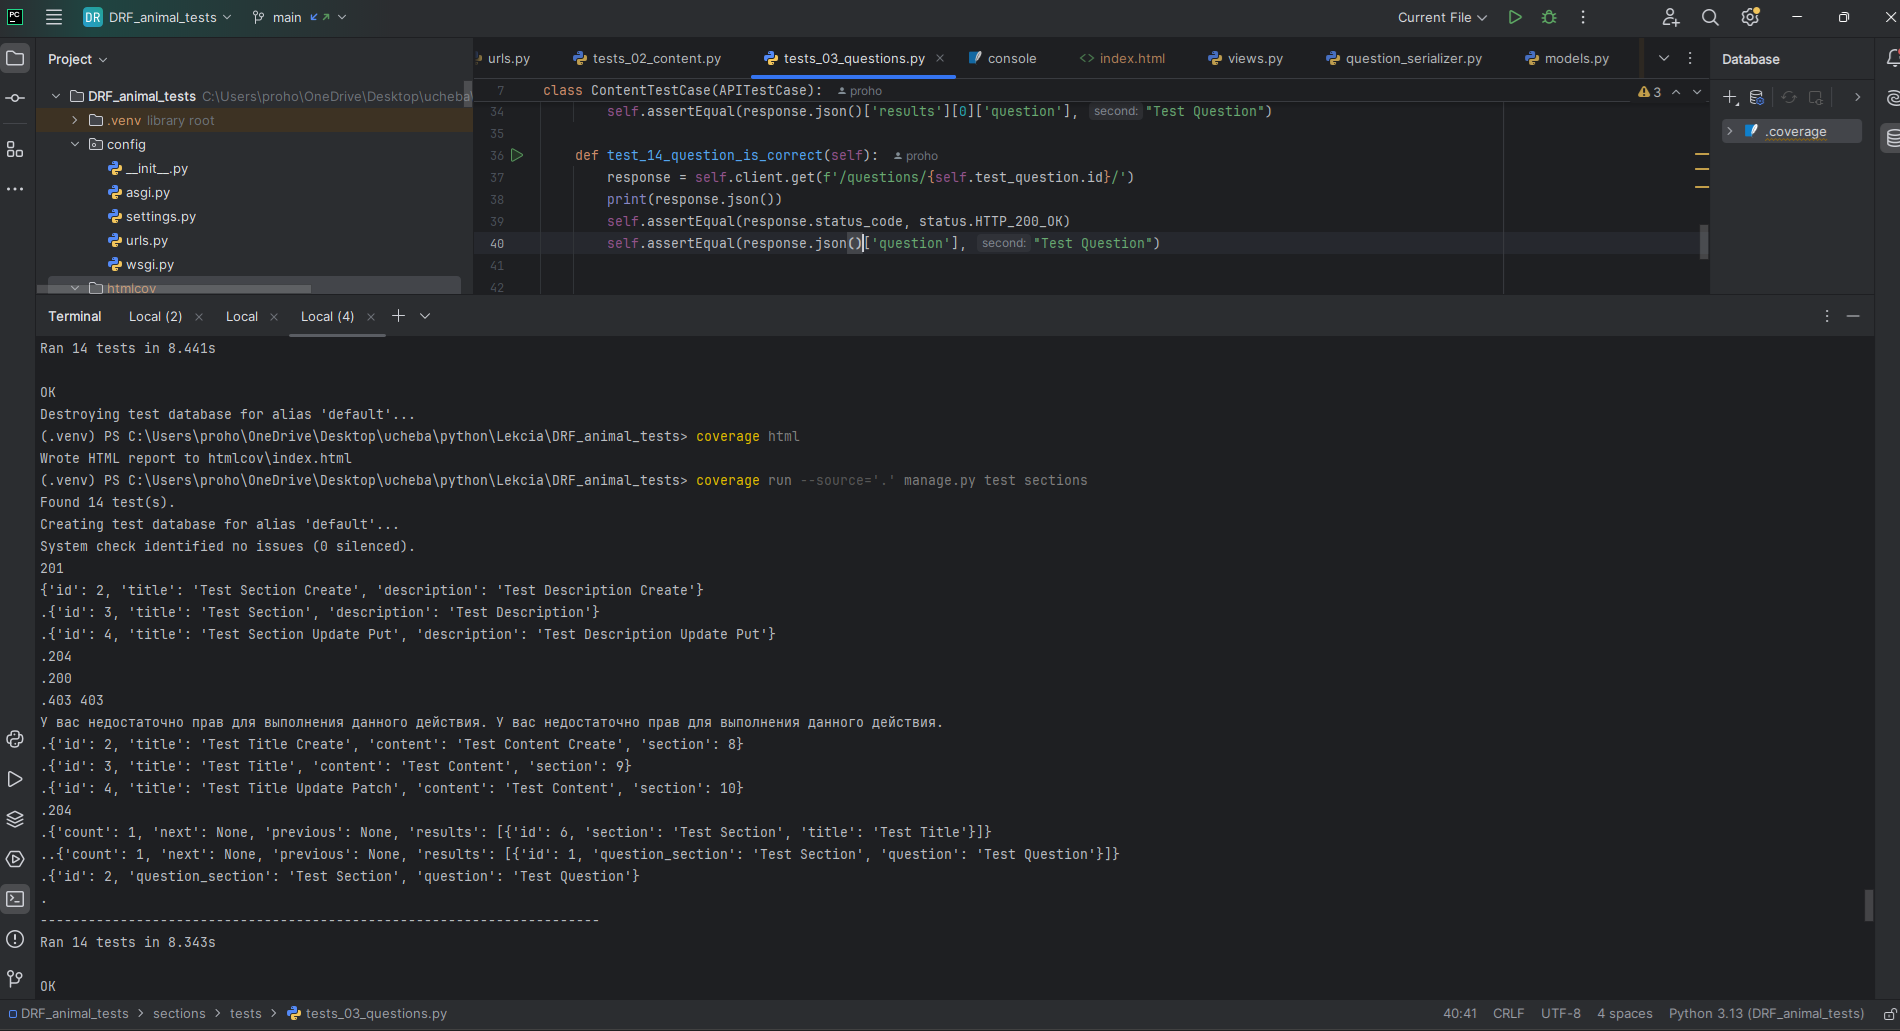 PC DR DRF_animal_tests main Current File
Project
urls.py tests_02_content.py tests_03_questions.py console <> index.html views.py question_serializer.py models.py
Database
DRF_animal_tests C:\Users\proho\OneDrive\Desktop\ucheba\
.venv library root
config
__init__.py
asgi.py
settings.py
urls.py
wsgi.py
htmlcov
7 class ContentTestCase(APITestCase): proho
3
34 self.assertEqual(response.json()['results'][0]['question'], second: "Test Question")
35
36 def test_14_question_is_correct(self): proho
37 response = self.client.get(f'/questions/{self.test_question.id}/')
38 print(response.json())
39 self.assertEqual(response.status_code, status.HTTP_200_OK)
40 self.assertEqual(response.json()['question'], second: "Test Question")
41
42
.coverage
Terminal Local (2) Local Local (4)
Ran 14 tests in 8.441s
OK
Destroying test database for alias 'default'...
(.venv) PS C:\Users\proho\OneDrive\Desktop\ucheba\python\Lekcia\DRF_animal_tests> coverage html
Wrote HTML report to htmlcov\index.html
(.venv) PS C:\Users\proho\OneDrive\Desktop\ucheba\python\Lekcia\DRF_animal_tests> coverage run --source='.' manage.py test sections
Found 14 test(s).
Creating test database for alias 'default'...
System check identified no issues (0 silenced).
201
{'id': 2, 'title': 'Test Section Create', 'description': 'Test Description Create'}
.{'id': 3, 'title': 'Test Section', 'description': 'Test Description'}
.{'id': 4, 'title': 'Test Section Update Put', 'description': 'Test Description Update Put'}
.204
.200
.403 403
У вас недостаточно прав для выполнения данного действия. У вас недостаточно прав для выполнения данного действия.
.{'id': 2, 'title': 'Test Title Create', 'content': 'Test Content Create', 'section': 8}
.{'id': 3, 'title': 'Test Title', 'content': 'Test Content', 'section': 9}
.{'id': 4, 'title': 'Test Title Update Patch', 'content': 'Test Content', 'section': 10}
.204
.{'count': 1, 'next': None, 'previous': None, 'results': [{'id': 6, 'section': 'Test Section', 'title': 'Test Title'}]}
..{'count': 1, 'next': None, 'previous': None, 'results': [{'id': 1, 'question_section': 'Test Section', 'question': 'Test Question'}]}
.{'id': 2, 'question_section': 'Test Section', 'question': 'Test Question'}
.
----------------------------------------------------------------------
Ran 14 tests in 8.343s
OK
DRF_animal_tests > sections > tests > tests_03_questions.py 40:41 CRLF UTF-8 4 spaces Python 3.13 (DRF_animal_tests)